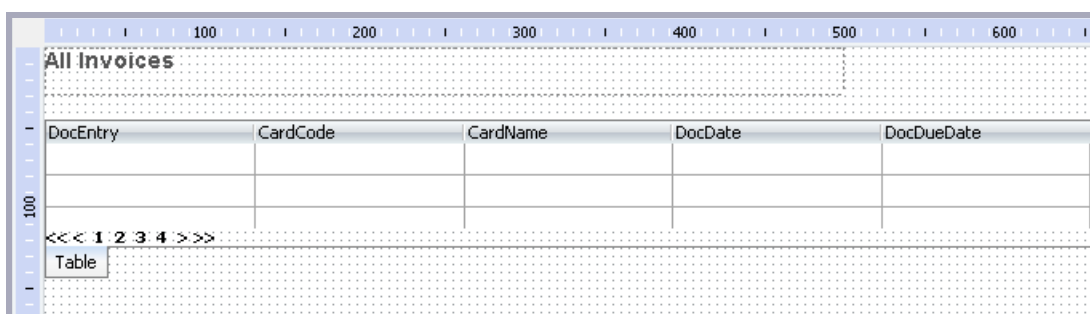 100 200 300 400 500 600
All Invoices
DocEntry CardCode CardName DocDate DocDueDate
100
<< < 1 2 3 4 > >>
Table